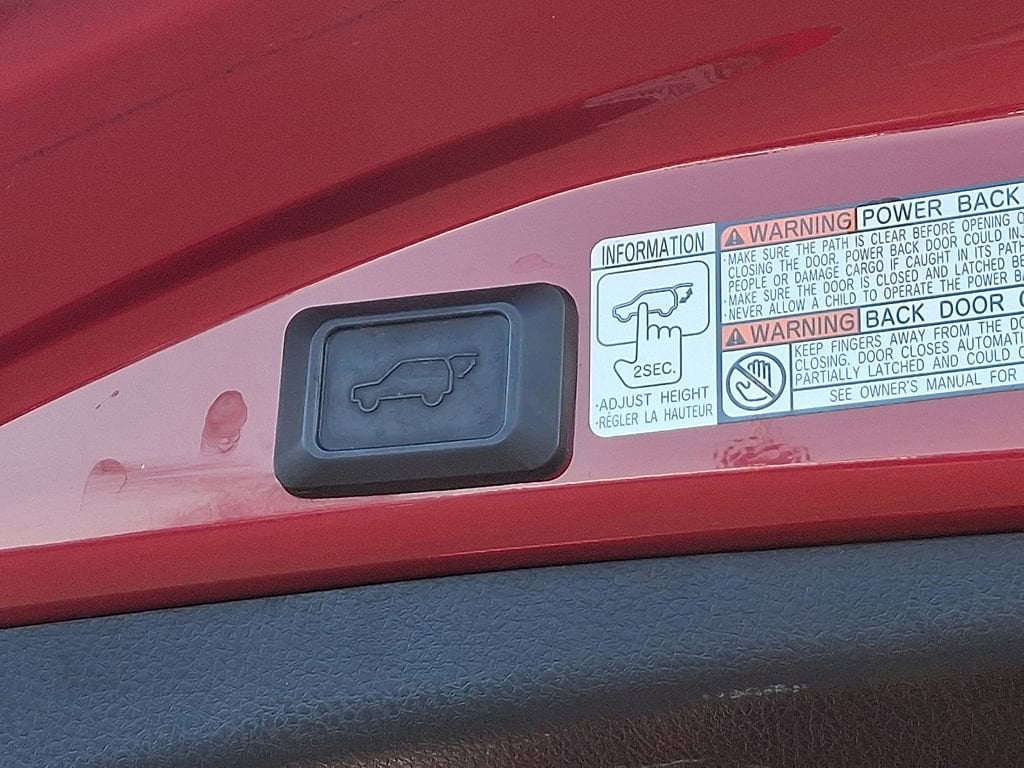 INFORMATION
2SEC.
·ADJUST HEIGHT
·RÉGLER LA HAUTEUR
WARNING POWER BACK
·MAKE SURE THE PATH IS CLEAR BEFORE OPENING
CLOSING THE DOOR. POWER BACK DOOR COULD
PEOPLE OR DAMAGE CARGO IF CAUGHT IN ITS PATH
·MAKE SURE THE DOOR IS CLOSED AND LATCHED
·NEVER ALLOW A CHILD TO OPERATE THE POWER
WARNING BACK DOOR
KEEP FINGERS AWAY FROM THE
CLOSING. DOOR CLOSES
PARTIALLY LATCHED AND COULD
SEE OWNER'S MANUAL FOR